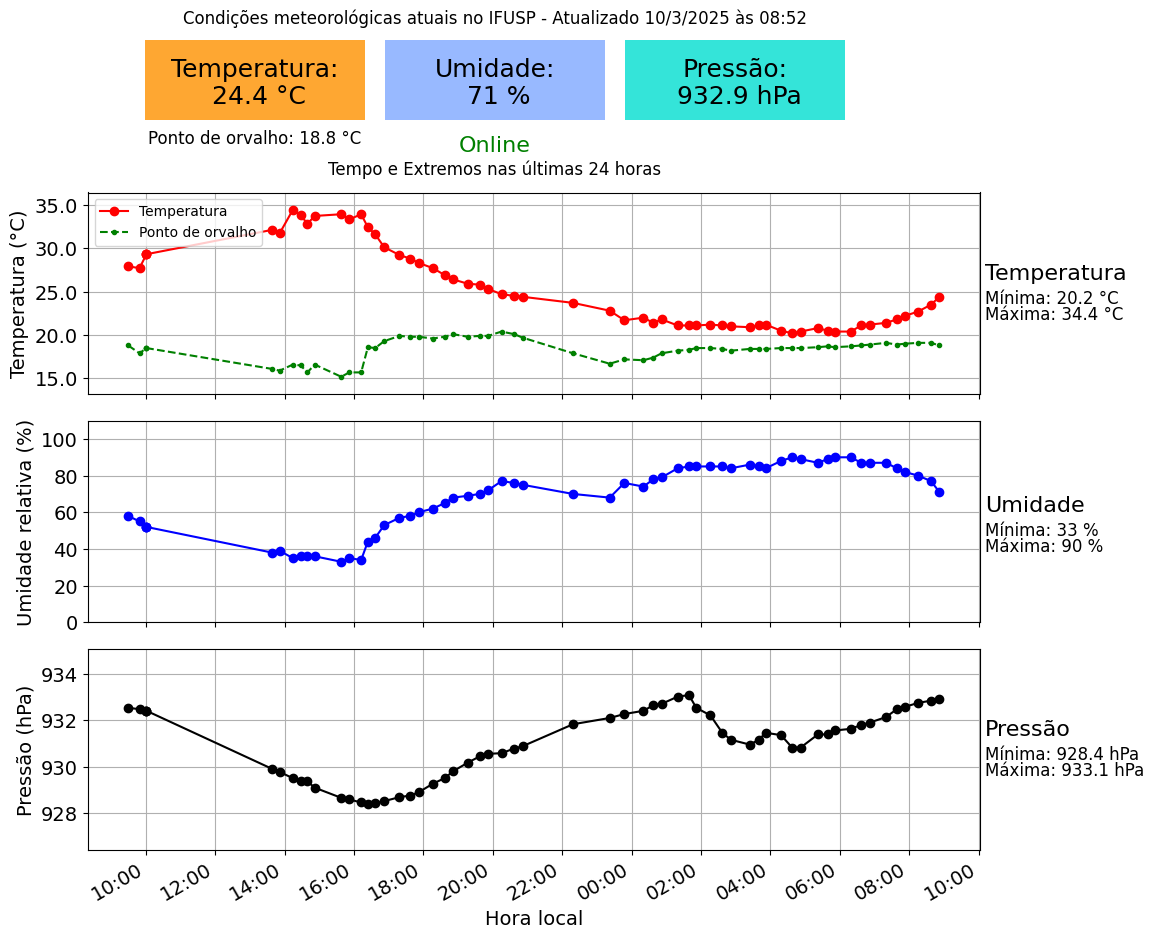 Condições meteorológicas atuais no IFUSP - Atualizado 10/3/2025 às 08:52
Temperatura:
24.4 °C
Umidade:
71 %
Pressão:
932.9 hPa
Ponto de orvalho: 18.8 °C
Online
Tempo e Extremos nas últimas 24 horas
Temperatura (°C)
35.0
30.0
25.0
20.0
15.0
Temperatura
Ponto de orvalho
Temperatura
Mínima: 20.2 °C
Máxima: 34.4 °C
Umidade relativa (%)
100
80
60
40
20
0
Umidade
Mínima: 33 %
Máxima: 90 %
Pressão (hPa)
934
932
930
928
Pressão
Mínima: 928.4 hPa
Máxima: 933.1 hPa
10:00
12:00
14:00
16:00
18:00
20:00
22:00
00:00
02:00
04:00
06:00
08:00
10:00
Hora local